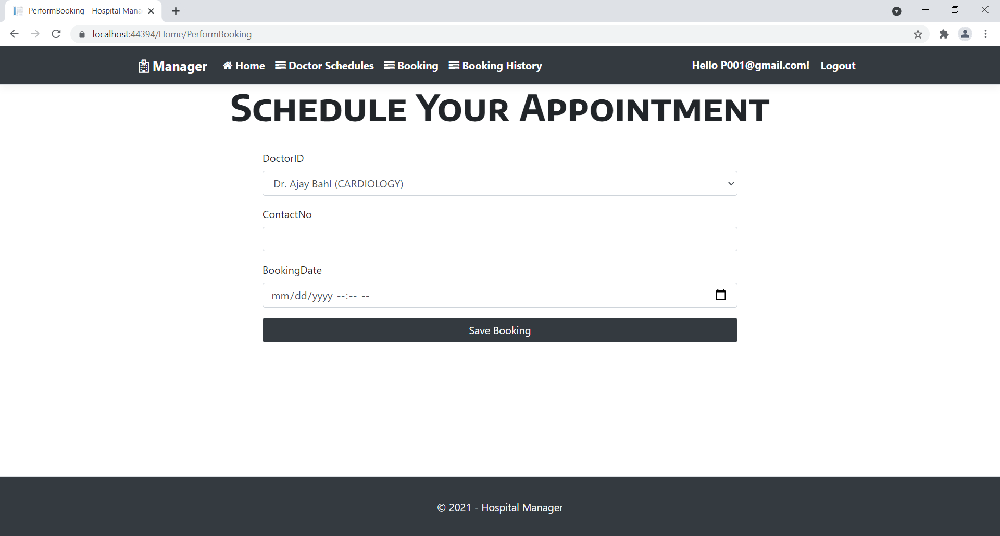 PerformBooking - Hospital Mana
localhost:44394/Home/PerformBooking
Manager Home Doctor Schedules Booking Booking History Hello P001@gmail.com! Logout
Schedule Your Appointment
DoctorID
Dr. Ajay Bahl (CARDIOLOGY)
ContactNo
BookingDate
mm/dd/yyyy --:-- --
Save Booking
© 2021 - Hospital Manager